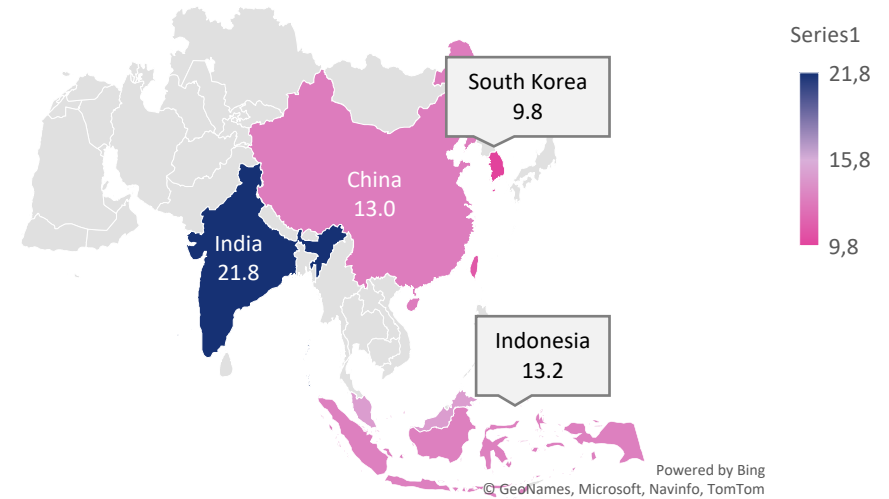 Series1
21,8
15,8
9,8
South Korea
9.8
China
13.0
India
21.8
Indonesia
13.2
Powered by Bing
© GeoNames, Microsoft, Navinfo, TomTom